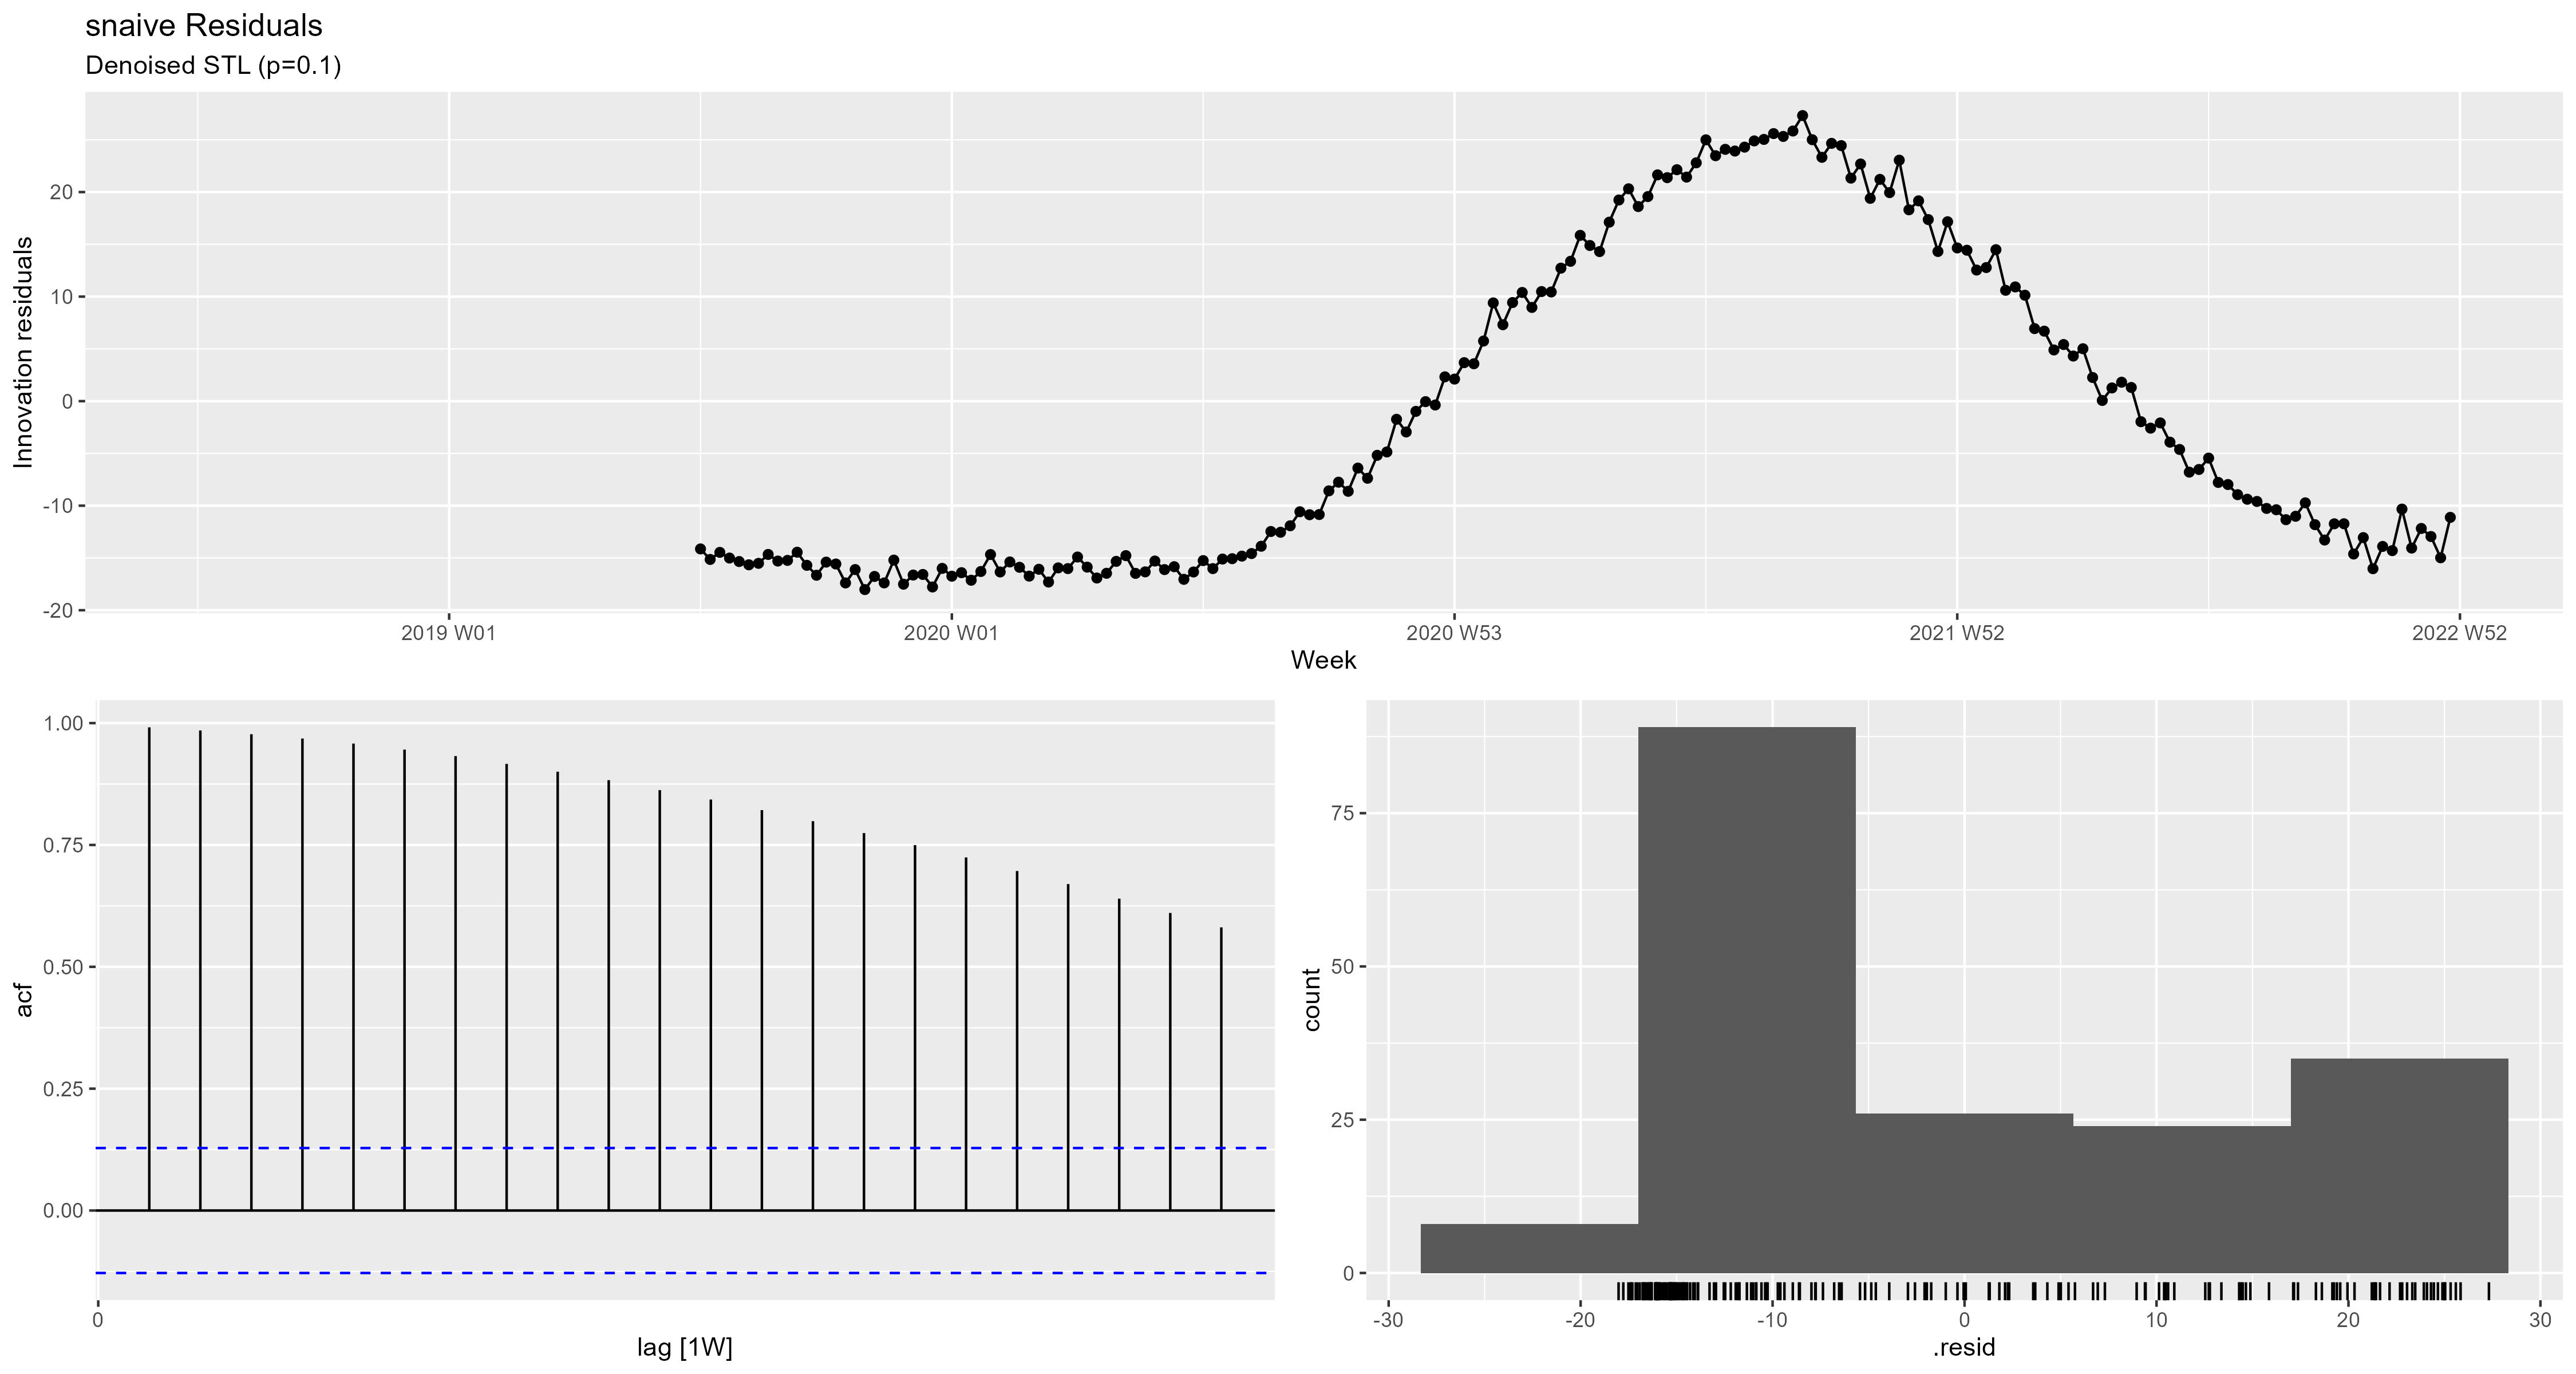 snaive Residuals
Denoised STL (p=0.1)
Innovation residuals
20
10
0
-10
-20
2019 W01
2020 W01
2020 W53
2021 W52
2022 W52
Week
acf
1.00
0.75
0.50
0.25
0.00
0
lag [1W]
count
75
50
25
0
-30
-20
-10
0
10
20
30
.resid